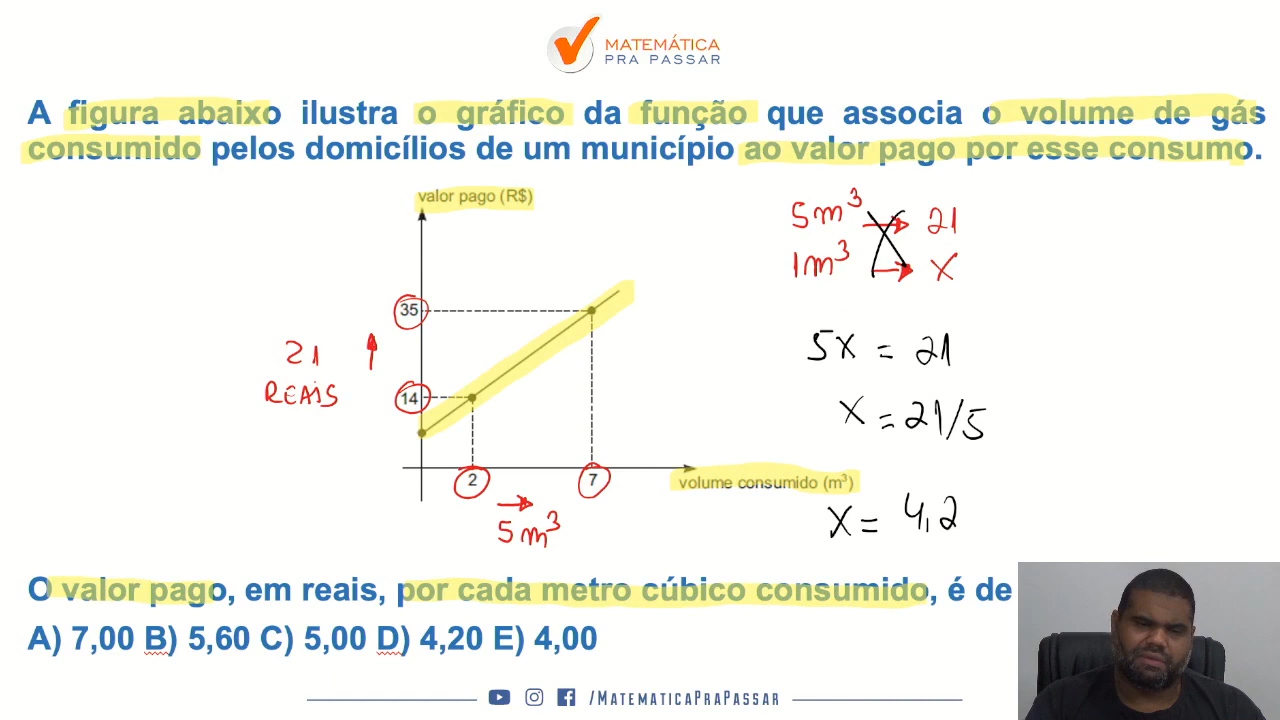 MATEMÁTICA
PRA PASSAR
A figura abaixo ilustra o gráfico da função que associa o volume de gás
consumido pelos domicílios de um município ao valor pago por esse consumo.
valor pago (R$)
5m³ → 21
1m³ → X
35
21
REAIS
14
5X = 21
X = 21/5
2
7
volume consumido (m³)
5m³
X = 4,2
O valor pago, em reais, por cada metro cúbico consumido, é de
A) 7,00 B) 5,60 C) 5,00 D) 4,20 E) 4,00
/MATEMATICAPRAPASSAR